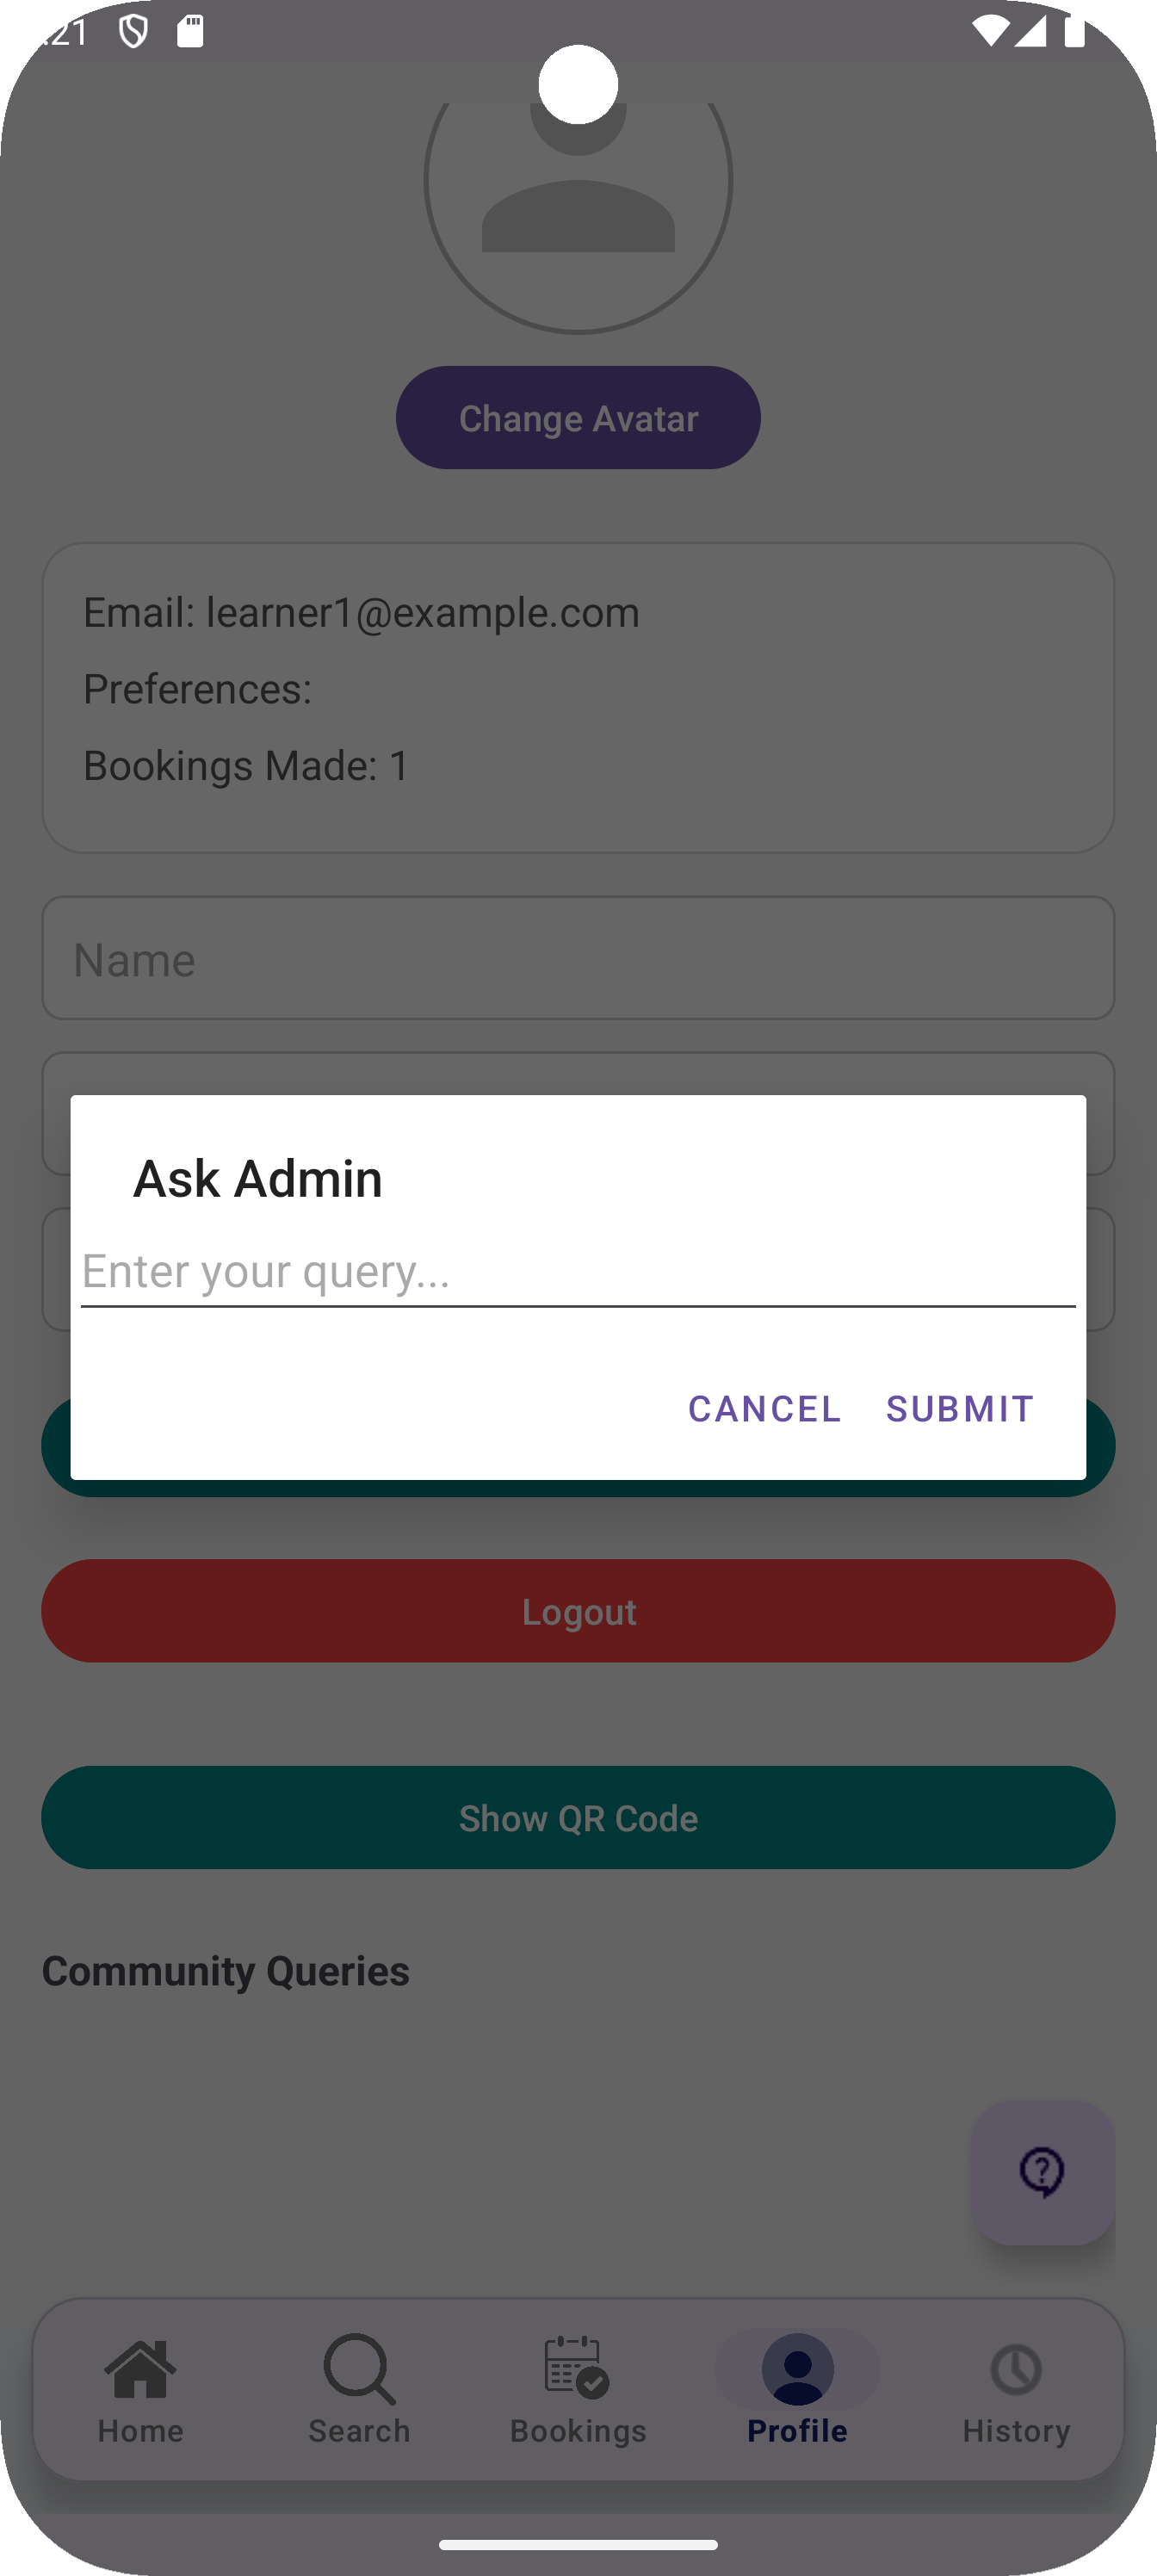 :21
Change Avatar
Email: learner1@example.com
Preferences:
Bookings Made: 1
Name
Ask Admin
Enter your query...
CANCEL SUBMIT
Logout
Show QR Code
Community Queries
?
Home Search Bookings Profile History